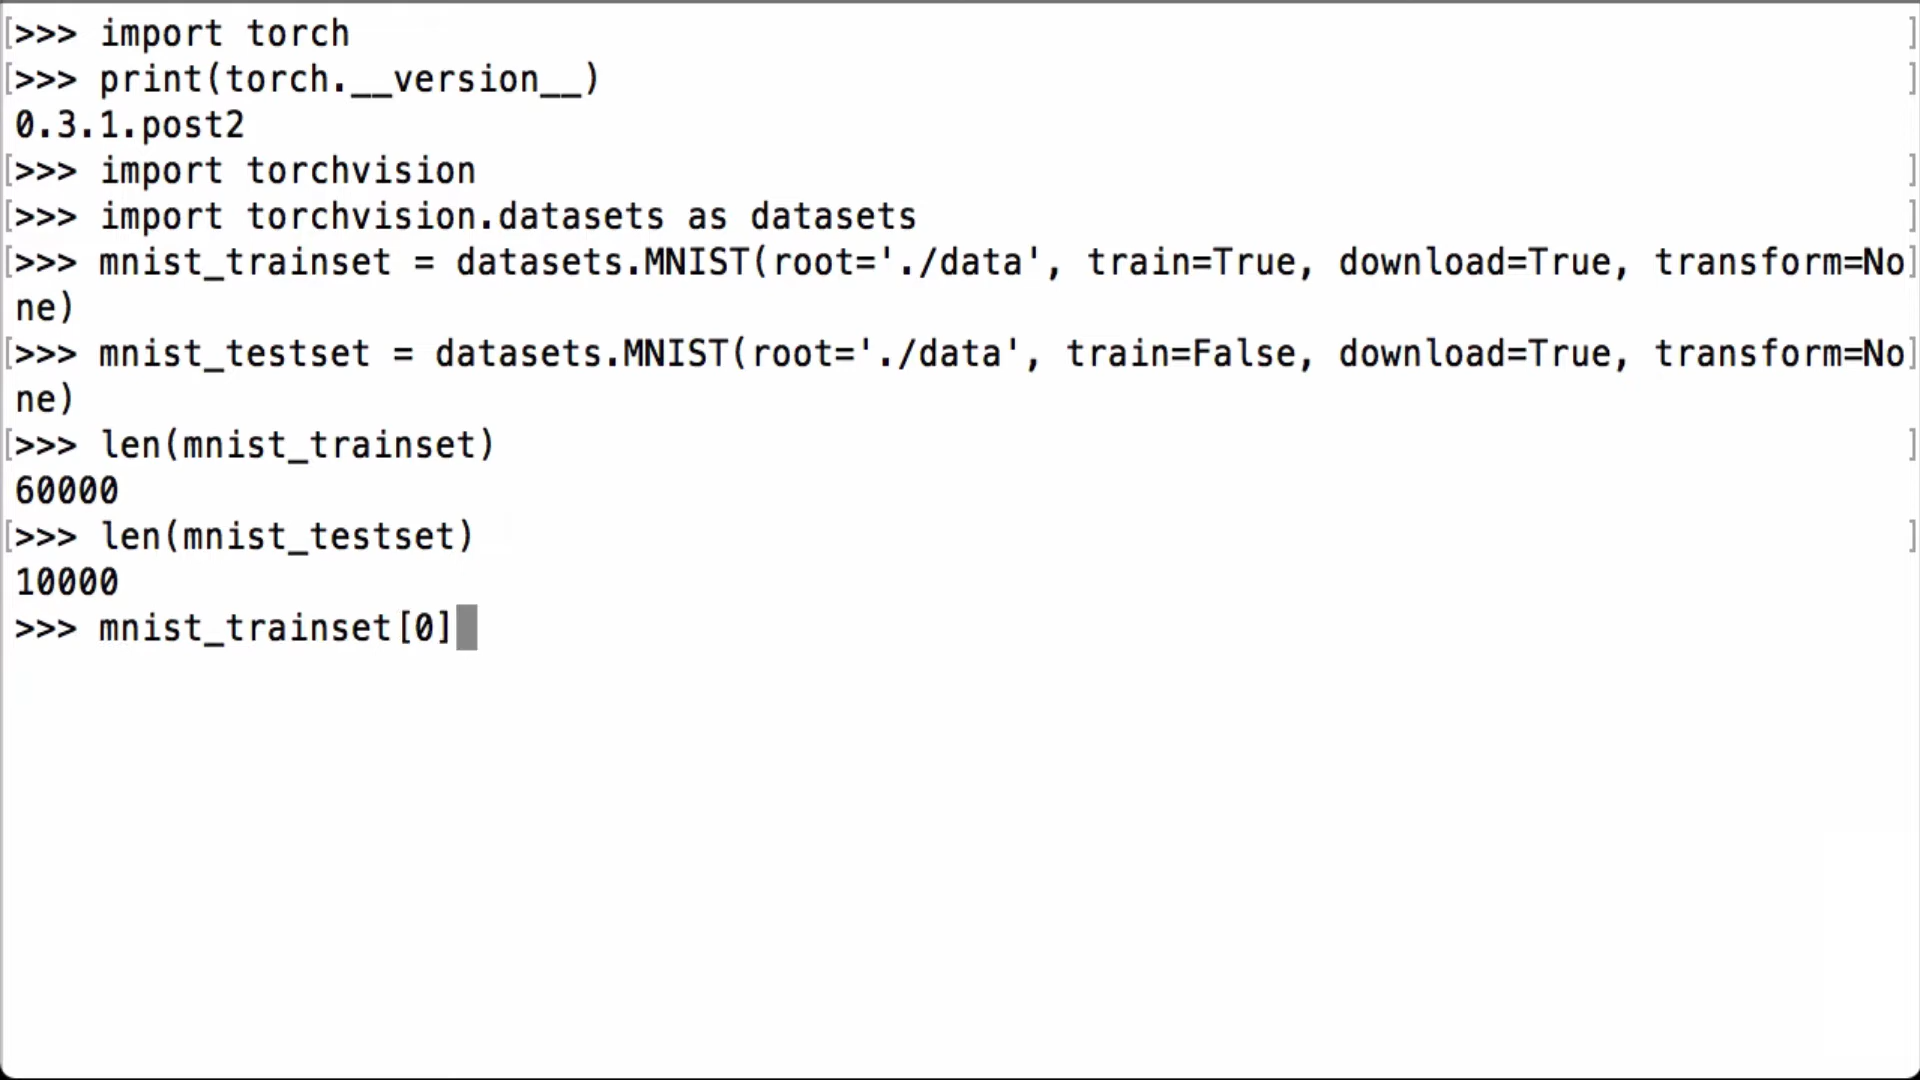 [>>> import torch ]
[>>> print(torch.__version__) ]
0.3.1.post2
[>>> import torchvision ]
[>>> import torchvision.datasets as datasets ]
[>>> mnist_trainset = datasets.MNIST(root='./data', train=True, download=True, transform=No]
ne)
[>>> mnist_testset = datasets.MNIST(root='./data', train=False, download=True, transform=No]
ne)
[>>> len(mnist_trainset) ]
60000
[>>> len(mnist_testset) ]
10000
>>> mnist_trainset[0]